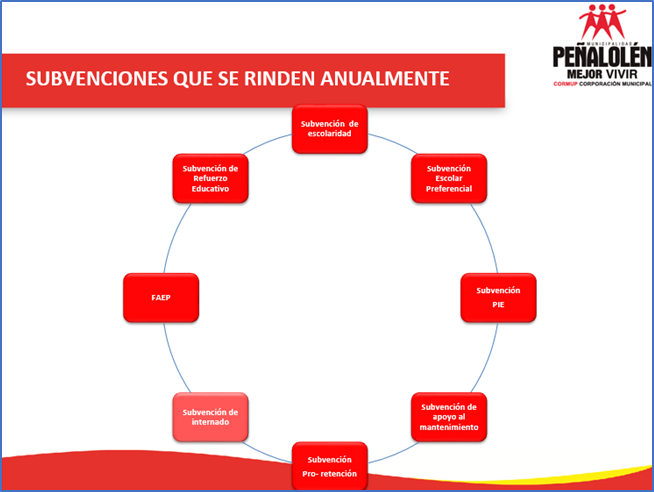 MUNICIPALIDAD
PEÑALOLÉN
MEJOR VIVIR
CORMUP CORPORACIÓN MUNICIPAL
SUBVENCIONES QUE SE RINDEN ANUALMENTE
Subvención de
escolaridad
Subvención
Escolar
Preferencial
Subvención
PIE
Subvención de
apoyo al
mantenimiento
Subvención
Pro- retención
Subvención de
internado
FAEP
Subvención de
Refuerzo
Educativo